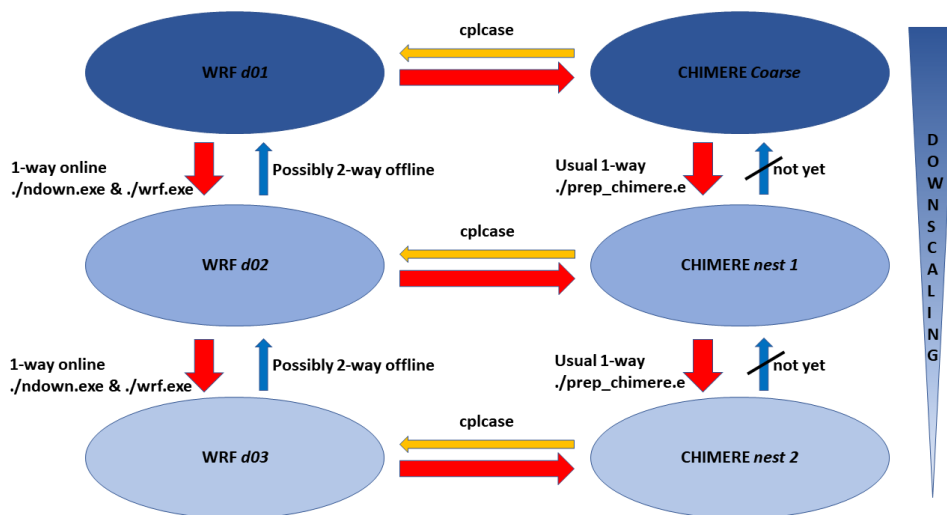 cplcase
WRF d01
CHIMERE Coarse
1-way online
./ndown.exe & ./wrf.exe
Possibly 2-way offline
Usual 1-way
./prep_chimere.e
not yet
cplcase
WRF d02
CHIMERE nest 1
1-way online
./ndown.exe & ./wrf.exe
Possibly 2-way offline
Usual 1-way
./prep_chimere.e
not yet
cplcase
WRF d03
CHIMERE nest 2
DOWNSCALING